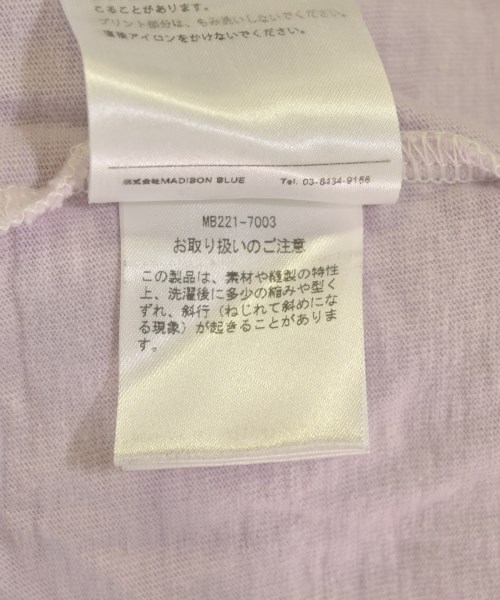 こることがあります。
プリント部分は、もみ洗いしないでください。
直接アイロンをかけないでください。
株式会社MADISON BLUE Tel. 03-6434-9166
MB221-7003
お取り扱いのご注意
この製品は、素材や縫製の特性
上、洗濯後に多少の縮みや型く
ずれ、斜行（ねじれて斜めにな
る現象）が起きることがありま
す。